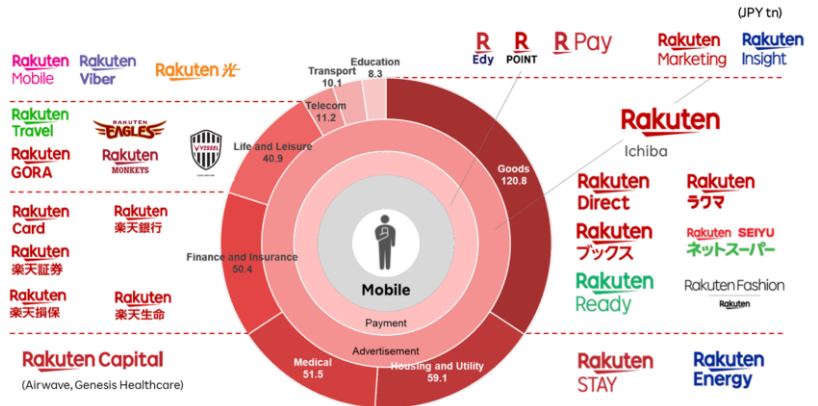 (JPY tn)
R
Edy
R
POINT
R Pay
Rakuten
Marketing
Rakuten
Insight
Rakuten
Mobile
Rakuten
Viber
Rakuten 光
Education
8.3
Transport
10.1
Telecom
11.2
Rakuten
Travel
RAKUTEN
EAGLES
VISSEL
Rakuten
GORA
Rakuten
MONKEYS
Life and Leisure
40.9
Goods
120.8
Rakuten
Ichiba
Rakuten
Direct
Rakuten
ラクマ
Rakuten
Card
Rakuten
楽天銀行
Rakuten
楽天証券
Rakuten
楽天損保
Rakuten
楽天生命
Finance and Insurance
50.4
Mobile
Payment
Advertisement
Rakuten
ブックス
Rakuten SEIYU
ネットスーパー
Rakuten
Ready
Rakuten Fashion
Rakuten
Rakuten Capital
(Airwave, Genesis Healthcare)
Medical
51.5
Housing and Utility
59.1
Rakuten
STAY
Rakuten
Energy